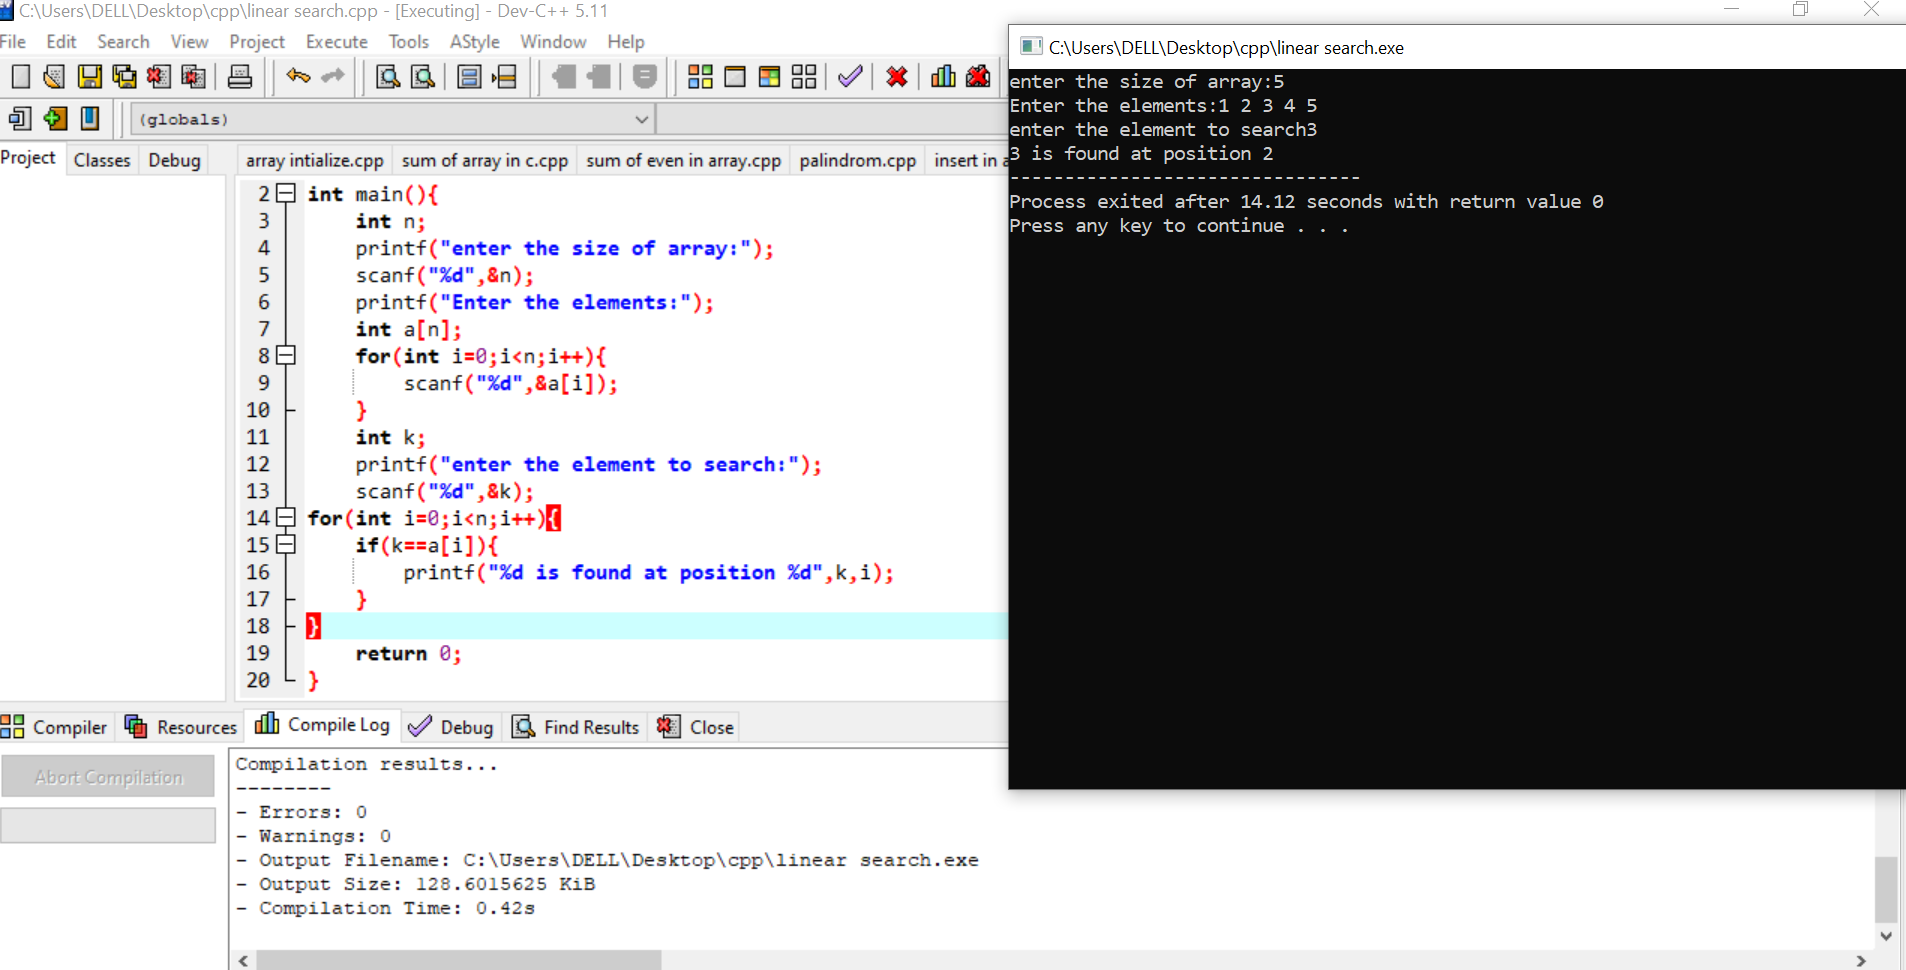 C:\Users\DELL\Desktop\cpp\linear search.cpp - [Executing] - Dev-C++ 5.11
File Edit Search View Project Execute Tools AStyle Window Help
(globals)
Project Classes Debug
array intialize.cpp sum of array in c.cpp sum of even in array.cpp palindrom.cpp insert in a
2 int main(){
3 int n;
4 printf("enter the size of array:");
5 scanf("%d",&n);
6 printf("Enter the elements:");
7 int a[n];
8 for(int i=0;i<n;i++){
9 scanf("%d",&a[i]);
10 }
11 int k;
12 printf("enter the element to search:");
13 scanf("%d",&k);
14 for(int i=0;i<n;i++){
15 if(k==a[i]){
16 printf("%d is found at position %d",k,i);
17 }
18 }
19 return 0;
20 }
C:\Users\DELL\Desktop\cpp\linear search.exe
enter the size of array:5
Enter the elements:1 2 3 4 5
enter the element to search3
3 is found at position 2
--------------------------------
Process exited after 14.12 seconds with return value 0
Press any key to continue . . .
Compiler Resources Compile Log Debug Find Results Close
Abort Compilation
Compilation results...
--------
- Errors: 0
- Warnings: 0
- Output Filename: C:\Users\DELL\Desktop\cpp\linear search.exe
- Output Size: 128.6015625 KiB
- Compilation Time: 0.42s